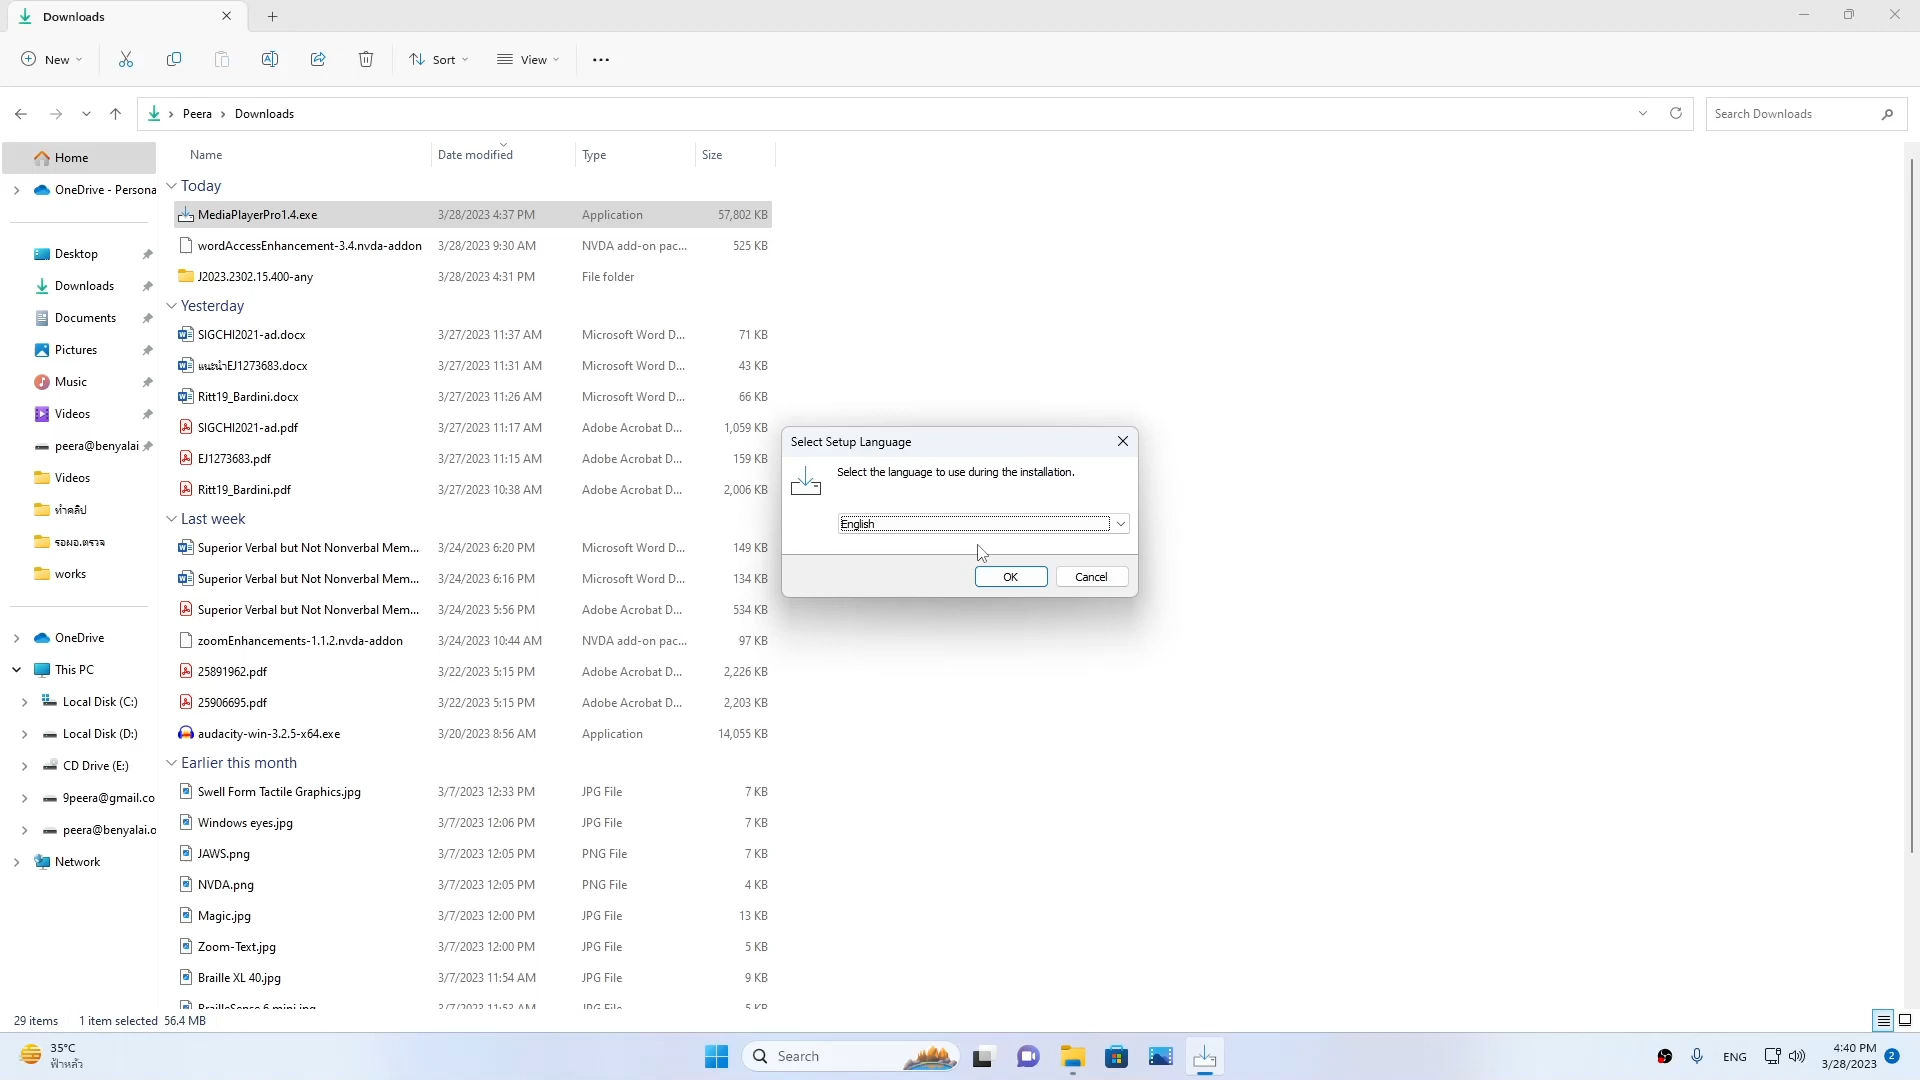 Downloads
New
Sort
View
Peera
Downloads
Search Downloads
Home
OneDrive - Persona
Desktop
Downloads
Documents
Pictures
Music
Videos
peera@benyalai
Videos
ทำคลิป
รอผอ.ตรวจ
works
OneDrive
This PC
Local Disk (C:)
Local Disk (D:)
CD Drive (E:)
9peera@gmail.co
peera@benyalai.o
Network
Name Date modified Type Size
Today
MediaPlayerPro1.4.exe 3/28/2023 4:37 PM Application 57,802 KB
wordAccessEnhancement-3.4.nvda-addon 3/28/2023 9:30 AM NVDA add-on pac... 525 KB
J2023.2302.15.400-any 3/28/2023 4:31 PM File folder
Yesterday
SIGCHI2021-ad.docx 3/27/2023 11:37 AM Microsoft Word D... 71 KB
แนะนำEJ1273683.docx 3/27/2023 11:31 AM Microsoft Word D... 43 KB
Ritt19_Bardini.docx 3/27/2023 11:26 AM Microsoft Word D... 66 KB
SIGCHI2021-ad.pdf 3/27/2023 11:17 AM Adobe Acrobat D... 1,059 KB
EJ1273683.pdf 3/27/2023 11:15 AM Adobe Acrobat D... 159 KB
Ritt19_Bardini.pdf 3/27/2023 10:38 AM Adobe Acrobat D... 2,006 KB
Last week
Superior Verbal but Not Nonverbal Mem... 3/24/2023 6:20 PM Microsoft Word D... 149 KB
Superior Verbal but Not Nonverbal Mem... 3/24/2023 6:16 PM Microsoft Word D... 134 KB
Superior Verbal but Not Nonverbal Mem... 3/24/2023 5:56 PM Adobe Acrobat D... 534 KB
zoomEnhancements-1.1.2.nvda-addon 3/24/2023 10:44 AM NVDA add-on pac... 97 KB
25891962.pdf 3/22/2023 5:15 PM Adobe Acrobat D... 2,226 KB
25906695.pdf 3/22/2023 5:15 PM Adobe Acrobat D... 2,203 KB
audacity-win-3.2.5-x64.exe 3/20/2023 8:56 AM Application 14,055 KB
Earlier this month
Swell Form Tactile Graphics.jpg 3/7/2023 12:33 PM JPG File 7 KB
Windows eyes.jpg 3/7/2023 12:06 PM JPG File 7 KB
JAWS.png 3/7/2023 12:05 PM PNG File 7 KB
NVDA.png 3/7/2023 12:05 PM PNG File 4 KB
Magic.jpg 3/7/2023 12:00 PM JPG File 13 KB
Zoom-Text.jpg 3/7/2023 12:00 PM JPG File 5 KB
Braille XL 40.jpg 3/7/2023 11:54 AM JPG File 9 KB
BrailleSense 6 mini.jpg 3/7/2023 11:53 AM JPG File 5 KB
Select Setup Language
Select the language to use during the installation.
English
OK Cancel
29 items 1 item selected 56.4 MB
35°C
ฟ้าหลัว
Search
ENG
4:40 PM
3/28/2023
2